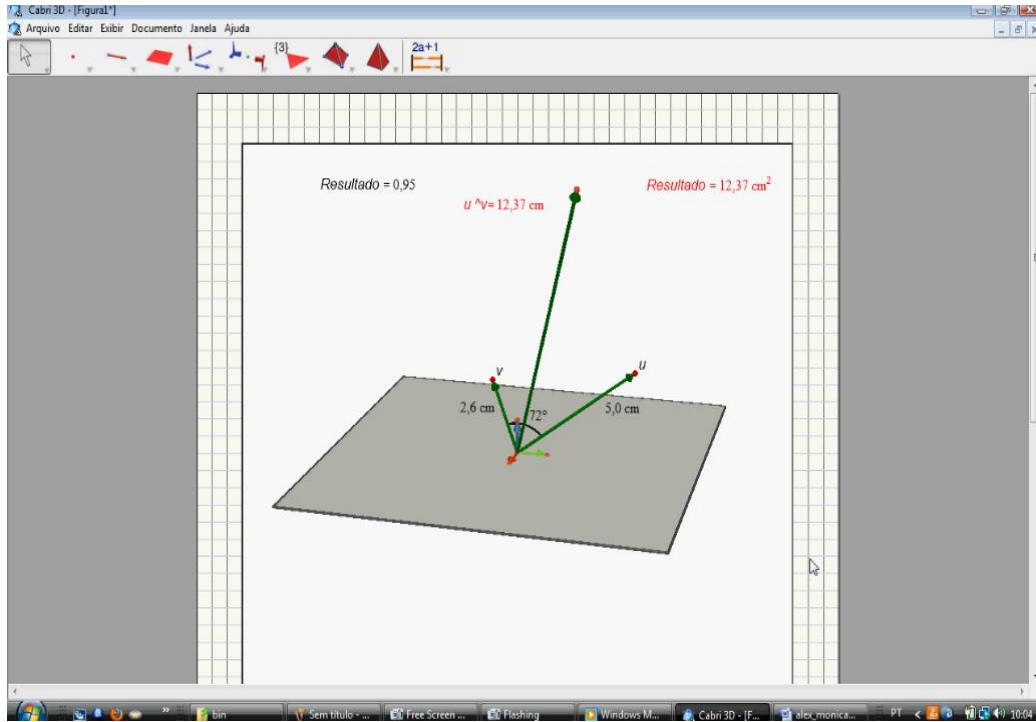 Cabri 3D - [Figura1*]
Arquivo Editar Exibir Documento Janela Ajuda
{3}
2a+1
Resultado = 0,95
Resultado = 12,37 cm²
u ^v= 12,37 cm
v
u
2,6 cm
72°
5,0 cm
bin
Sem título - ...
Free Screen ...
Flashing
Windows M...
Cabri 3D - [F...
alex_monica...
PT
10:04